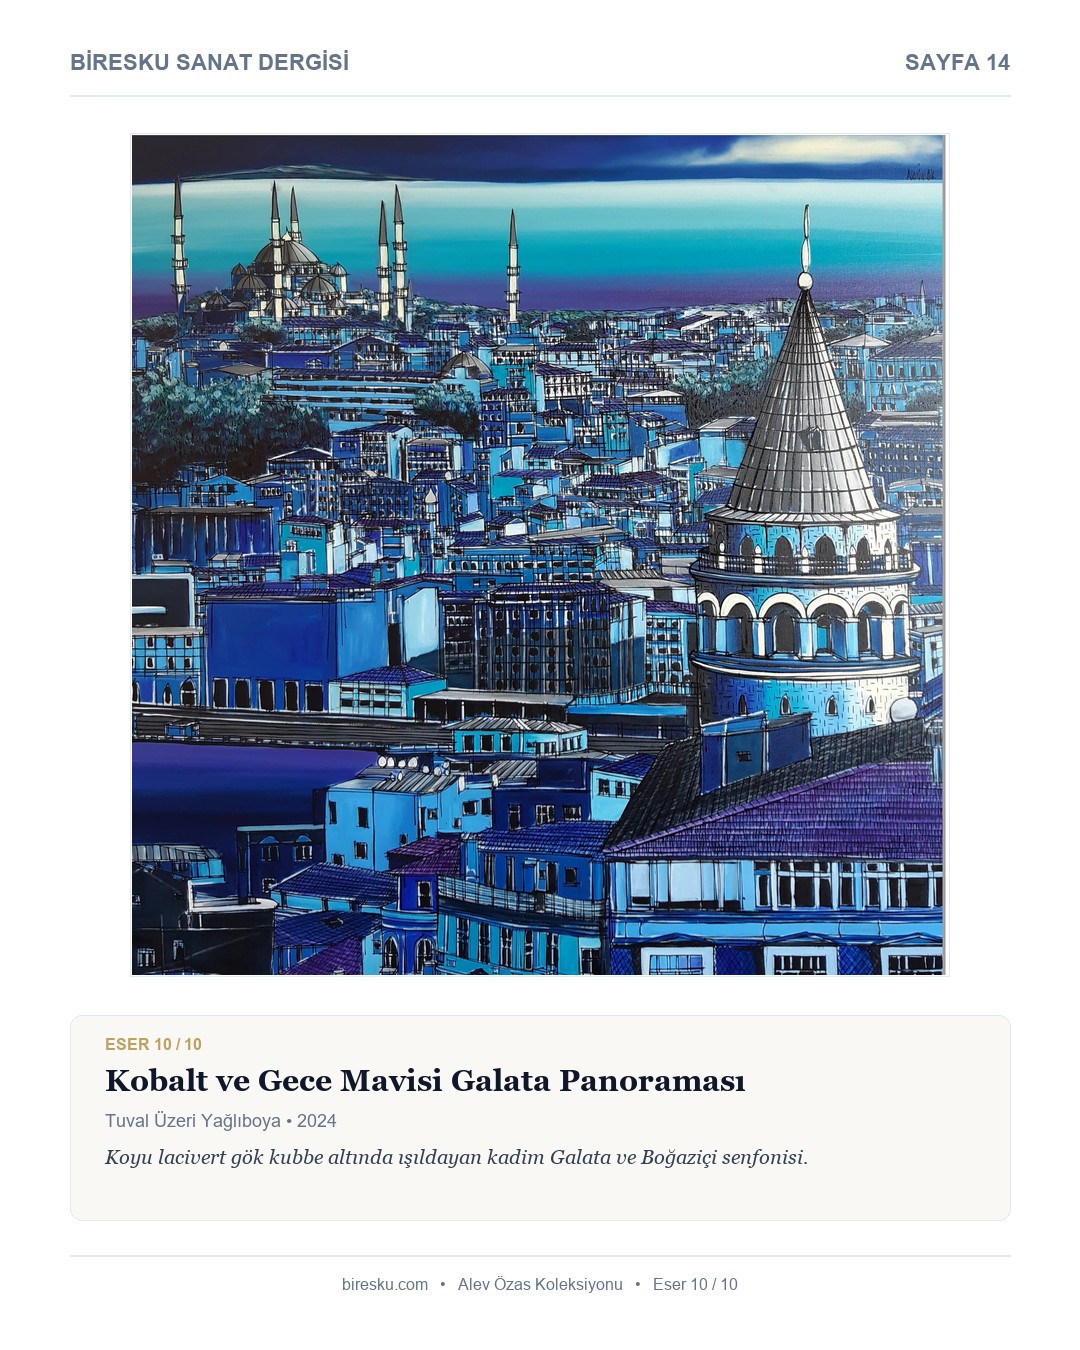 BİRESKU SANAT DERGİSİ
SAYFA 14
ESER 10 / 10
Kobalt ve Gece Mavisi Galata Panoraması
Tuval Üzeri Yağlıboya • 2024
Koyu lacivert gök kubbe altında ışıldayan kadim Galata ve Boğaziçi senfonisi.
biresku.com • Alev Özas Koleksiyonu • Eser 10 / 10